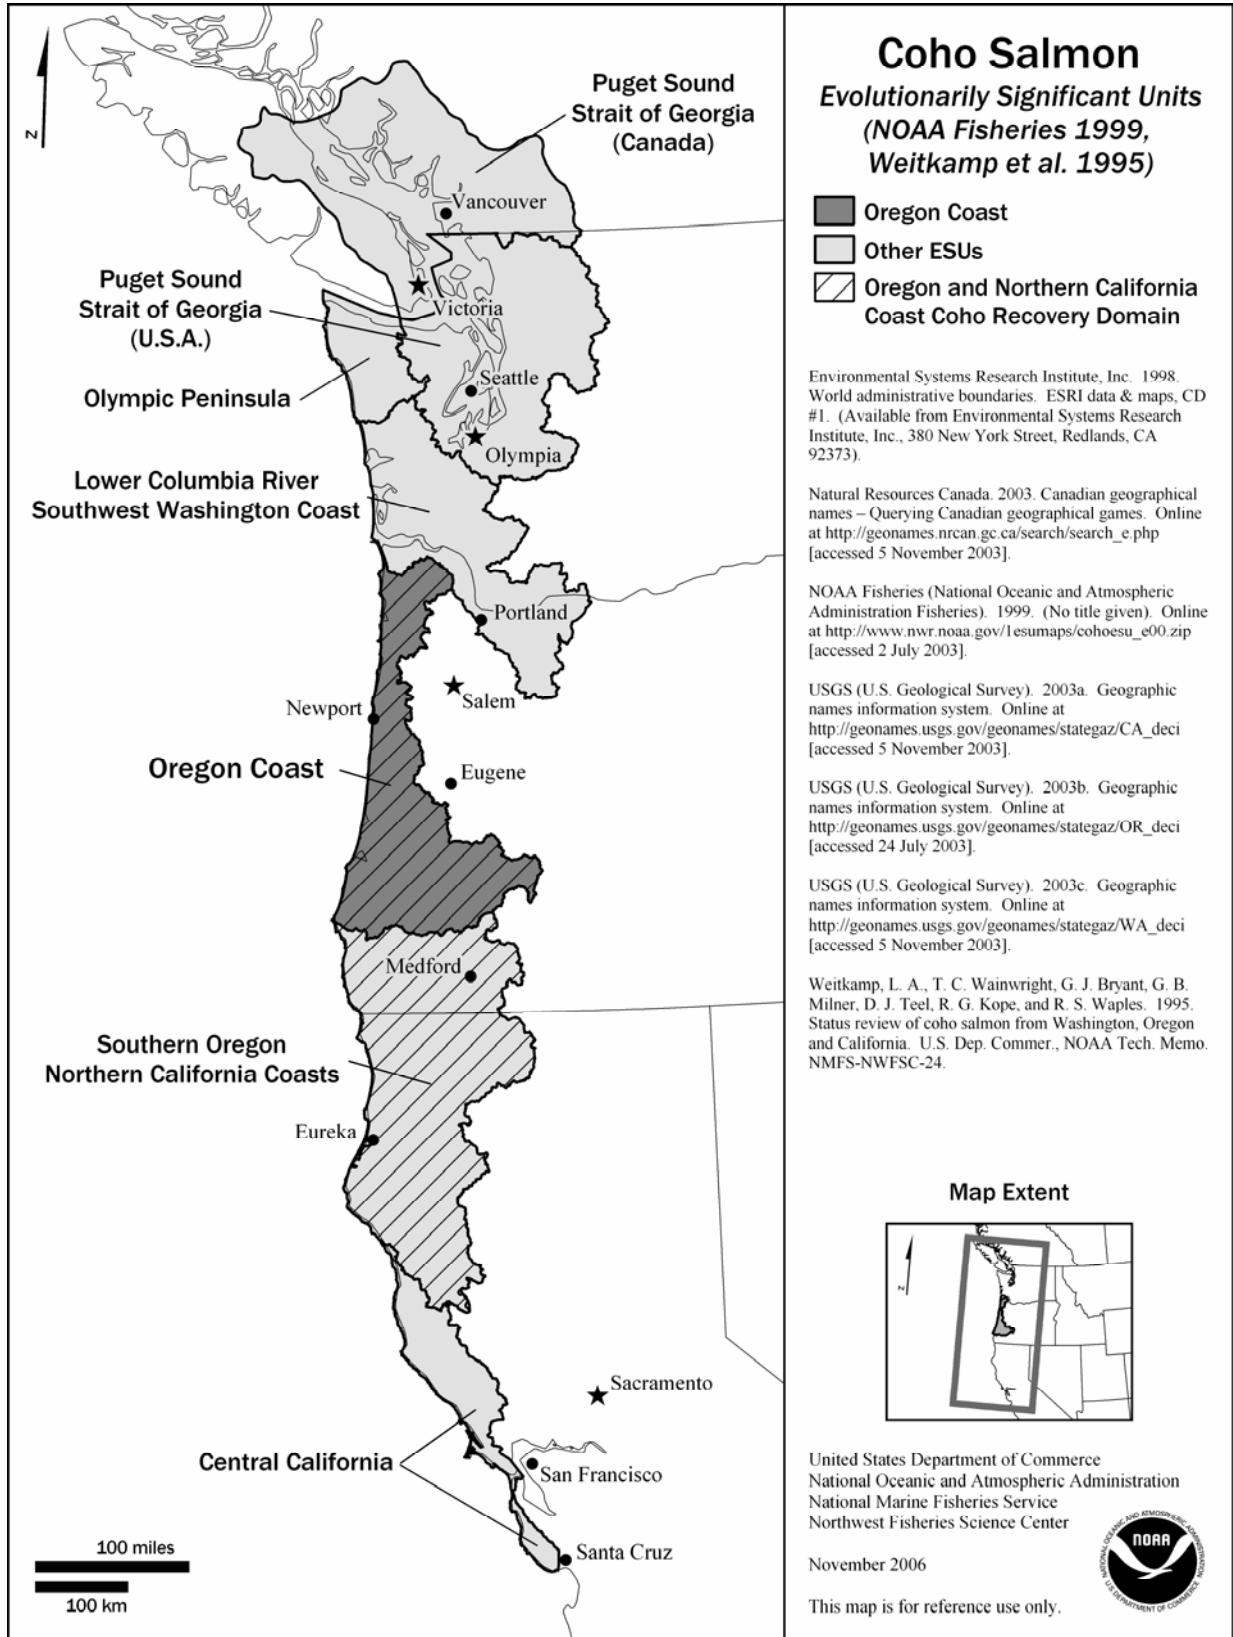 N
Puget Sound
Strait of Georgia
(Canada)
Vancouver
Puget Sound
Strait of Georgia
(U.S.A.)
Victoria
Seattle
Olympic Peninsula
Olympia
Lower Columbia River
Southwest Washington Coast
Portland
Salem
Newport
Oregon Coast
Eugene
Medford
Southern Oregon
Northern California Coasts
Eureka
Sacramento
Central California
San Francisco
Santa Cruz
100 miles
100 km
Coho Salmon
Evolutionarily Significant Units
(NOAA Fisheries 1999,
Weitkamp et al. 1995)
Oregon Coast
Other ESUs
Oregon and Northern California
Coast Coho Recovery Domain
Environmental Systems Research Institute, Inc. 1998.
World administrative boundaries. ESRI data & maps, CD
#1. (Available from Environmental Systems Research
Institute, Inc., 380 New York Street, Redlands, CA
92373).
Natural Resources Canada. 2003. Canadian geographical
names – Querying Canadian geographical games. Online
at http://geonames.nrcan.gc.ca/search/search_e.php
[accessed 5 November 2003].
NOAA Fisheries (National Oceanic and Atmospheric
Administration Fisheries). 1999. (No title given). Online
at http://www.nwr.noaa.gov/1esumaps/cohoesu_e00.zip
[accessed 2 July 2003].
USGS (U.S. Geological Survey). 2003a. Geographic
names information system. Online at
http://geonames.usgs.gov/geonames/stategaz/CA_deci
[accessed 5 November 2003].
USGS (U.S. Geological Survey). 2003b. Geographic
names information system. Online at
http://geonames.usgs.gov/geonames/stategaz/OR_deci
[accessed 24 July 2003].
USGS (U.S. Geological Survey). 2003c. Geographic
names information system. Online at
http://geonames.usgs.gov/geonames/stategaz/WA_deci
[accessed 5 November 2003].
Weitkamp, L. A., T. C. Wainwright, G. J. Bryant, G. B.
Milner, D. J. Teel, R. G. Kope, and R. S. Waples. 1995.
Status review of coho salmon from Washington, Oregon
and California. U.S. Dep. Commer., NOAA Tech. Memo.
NMFS-NWFSC-24.
Map Extent
N
United States Department of Commerce
National Oceanic and Atmospheric Administration
National Marine Fisheries Service
Northwest Fisheries Science Center
November 2006
This map is for reference use only.
NATIONAL OCEANIC AND ATMOSPHERIC ADMINISTRATION
NOAA
U.S. DEPARTMENT OF COMMERCE